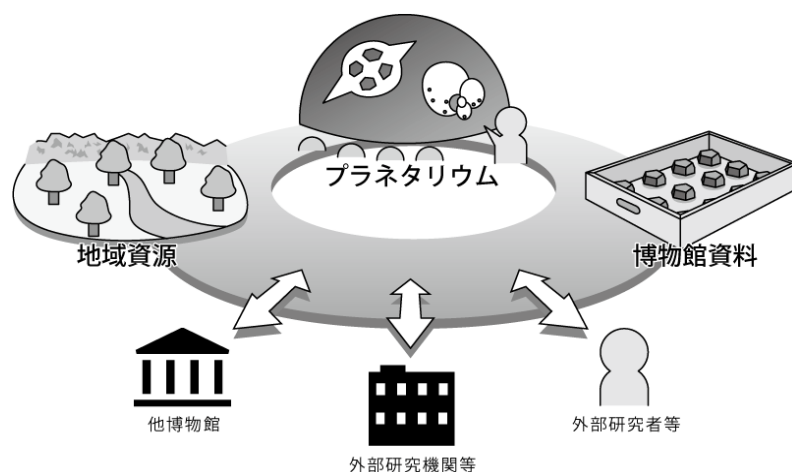 プラネタリウム
地域資源
博物館資料
他博物館
外部研究機関等
外部研究者等